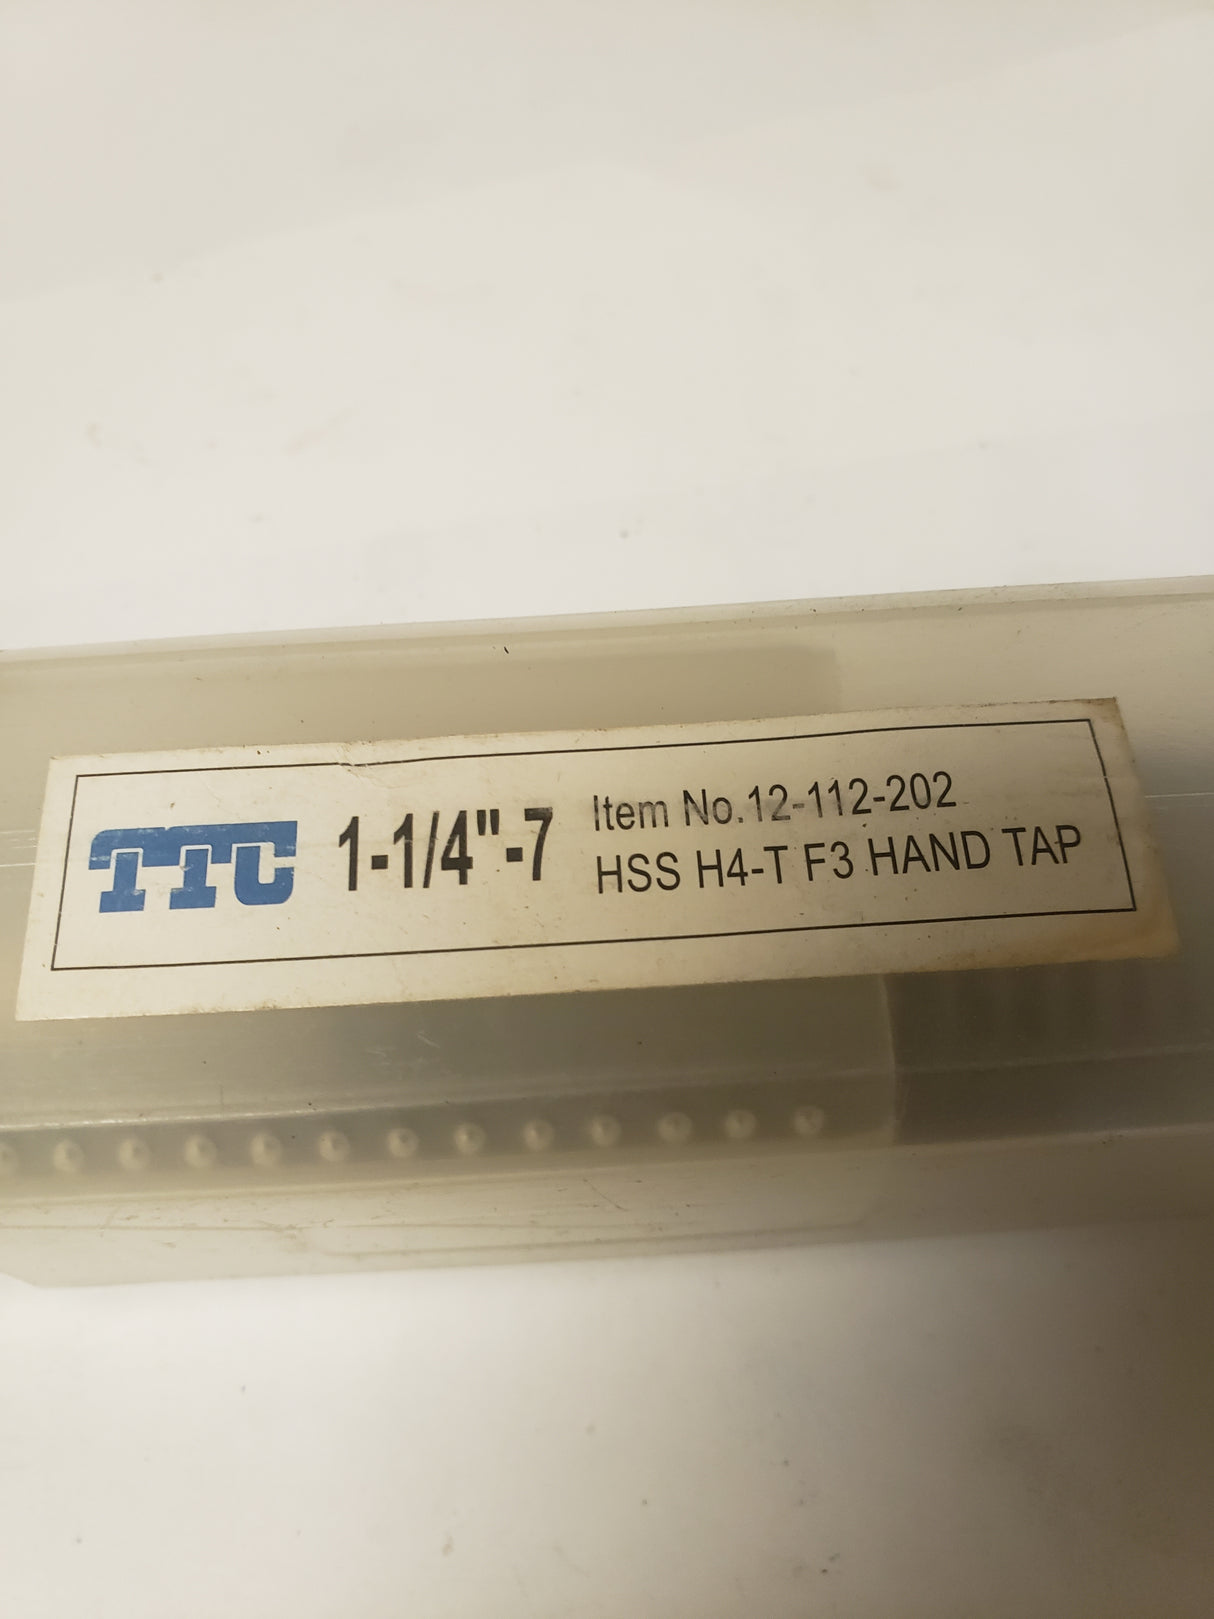 TTC
1-1/4"-7
Item No.12-112-202
HSS H4-T F3 HAND TAP